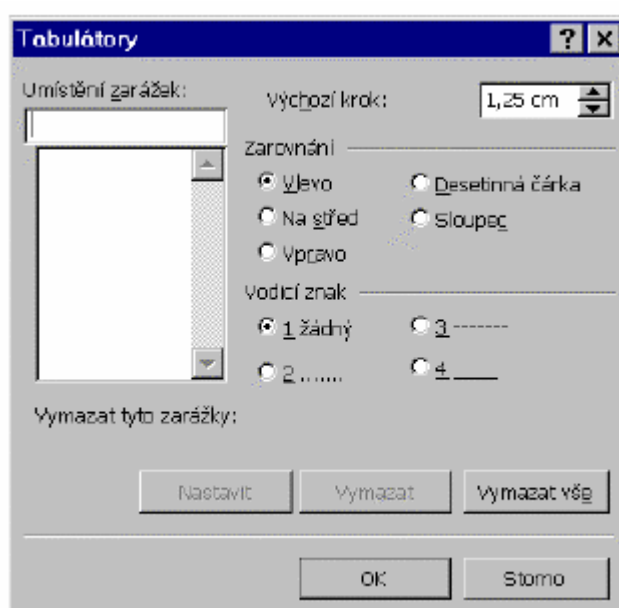 Tabulátory
Umístění zarážek:
Výchozí krok:
1,25 cm
Zarovnání
Vlevo
Desetinná čárka
Na střed
Sloupec
Vpravo
Vodicí znak
1 žádný
3 -------
2 .......
4 ____
Vymazat tyto zarážky:
Nastavit
Vymazat
Vymazat vše
OK
Storno